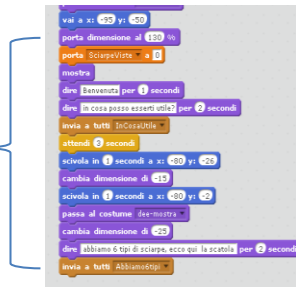 vai a x: -95 y: -50
porta dimensione al 130 %
porta SciarpeViste a 0
mostra
dire Benvenuta per 1 secondi
dire in cosa posso esserti utile? per 2 secondi
invia a tutti InCosaUtile
attendi 3 secondi
scivola in 1 secondi a x: -80 y: -26
cambia dimensione di -15
scivola in 1 secondi a x: -80 y: -2
passa al costume dee-mostra
cambia dimensione di -25
dire abbiamo 6 tipi di sciarpe, ecco qui la scatola per 2 secondi
invia a tutti Abbiamo6tipi